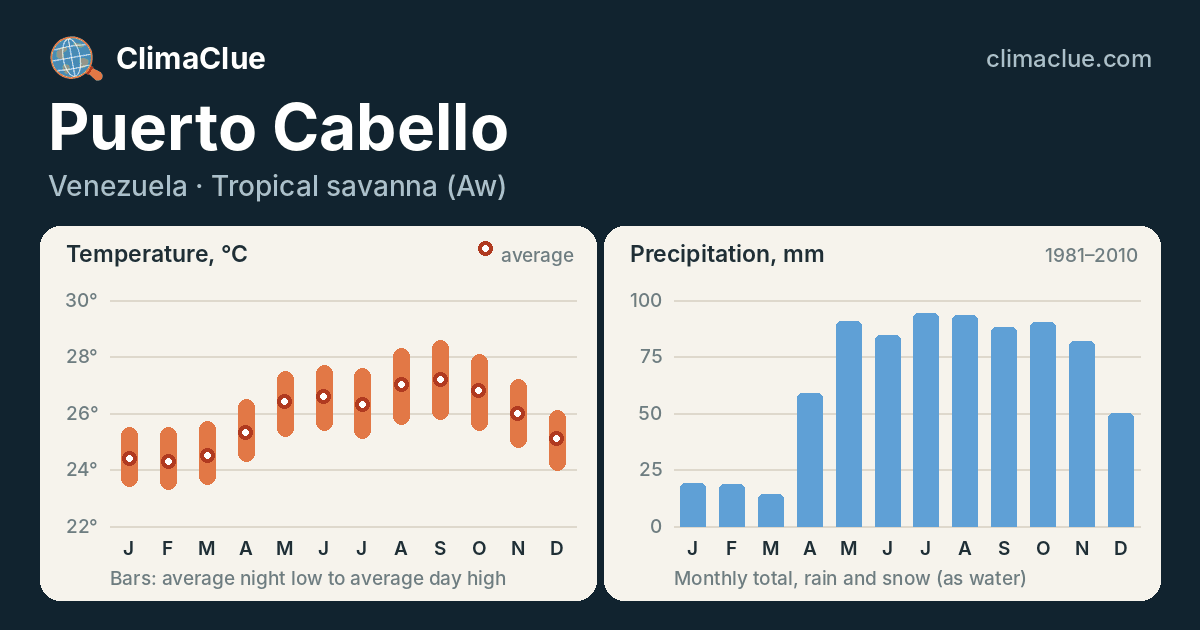 ClimaClue
climaclue.com
Puerto Cabello
Venezuela · Tropical savanna (Aw)
Temperature, °C
average
30°
28°
26°
24°
22°
J F M A M J J A S O N D
Bars: average night low to average day high
Precipitation, mm
1981–2010
100
75
50
25
0
J F M A M J J A S O N D
Monthly total, rain and snow (as water)